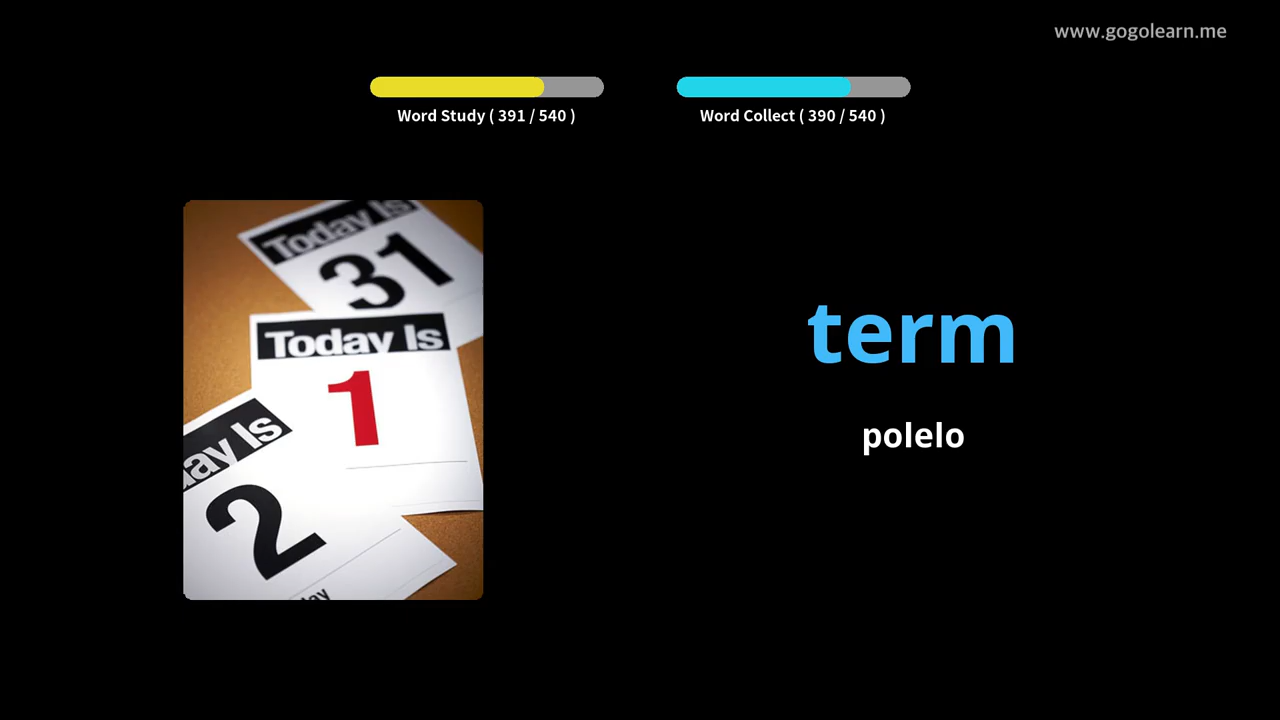 www.gogolearn.me
Word Study ( 391 / 540 )
Word Collect ( 390 / 540 )
Today Is
31
Today Is
1
ay Is
2
term
polelo